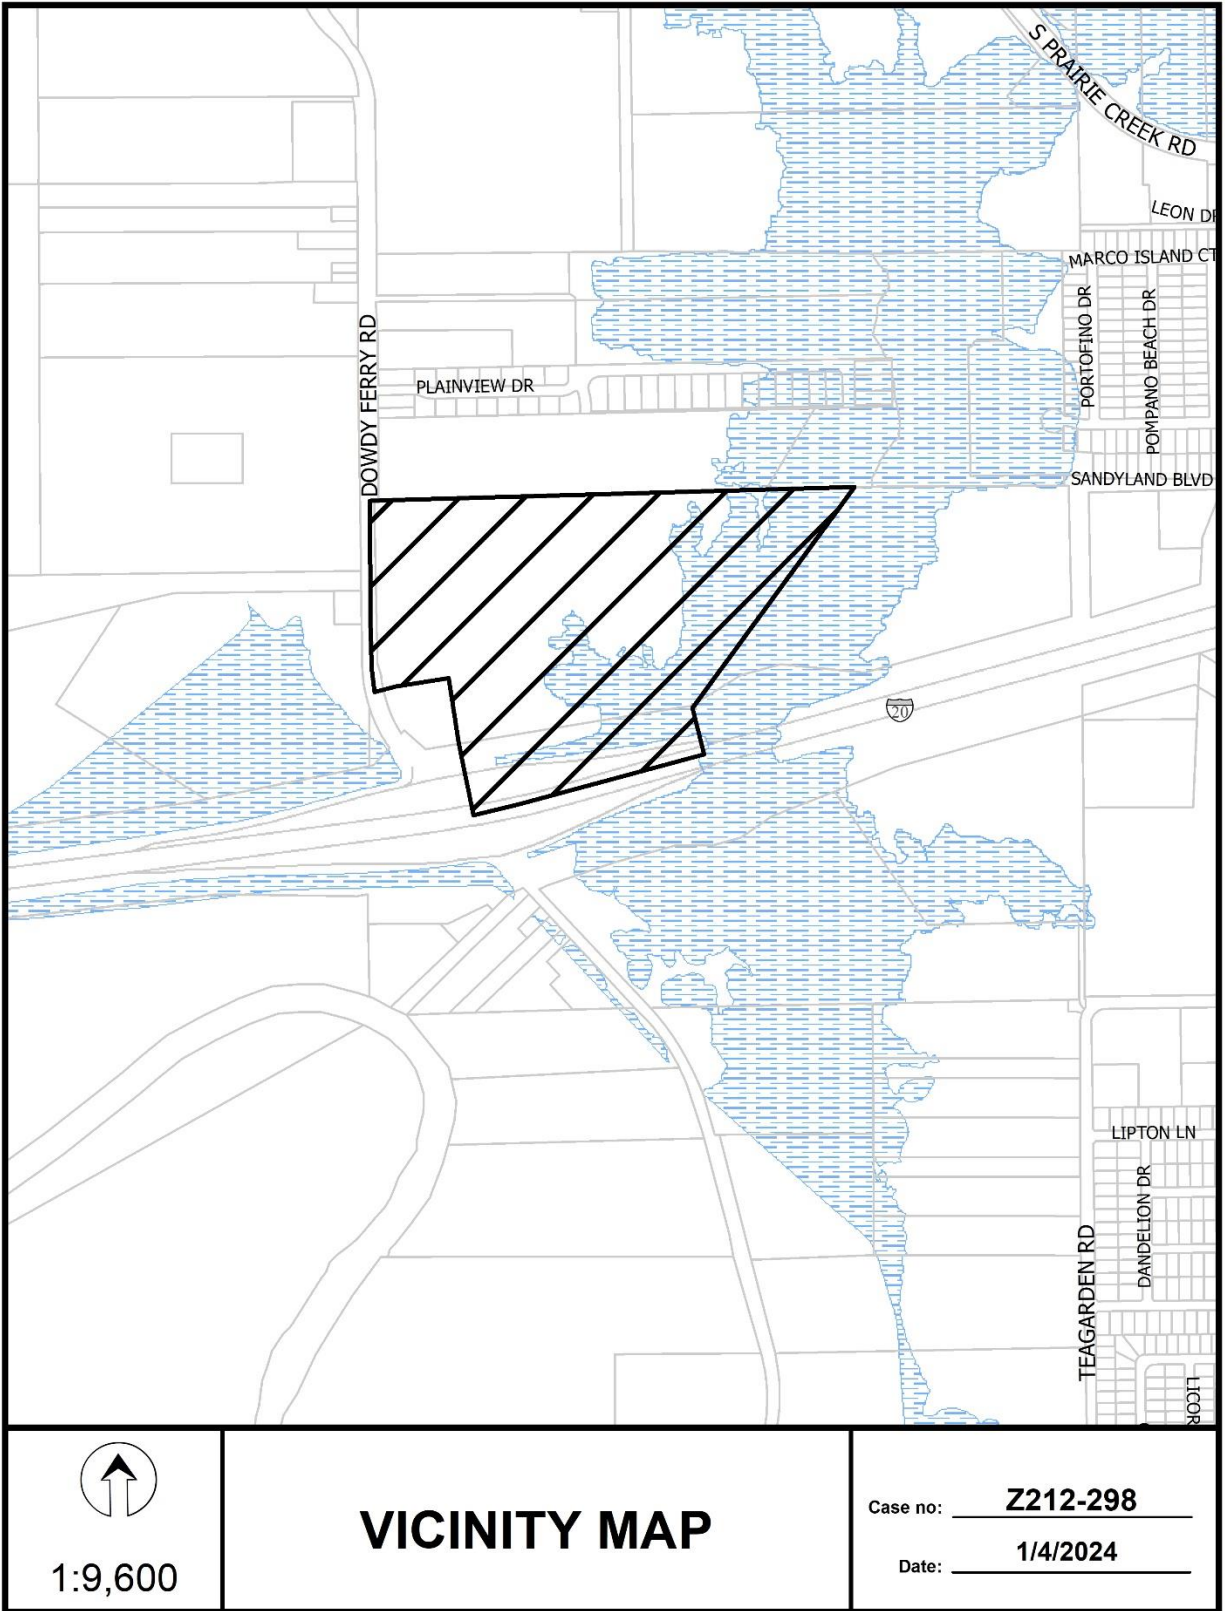 S PRAIRIE CREEK RD
LEON DR
MARCO ISLAND CT
PORTOFINO DR
POMPANO BEACH DR
DOWDY FERRY RD
PLAINVIEW DR
SANDYLAND BLVD
20
LIPTON LN
DANDELION DR
TEAGARDEN RD
LICOR
1:9,600
VICINITY MAP
Case no: Z212-298
Date: 1/4/2024